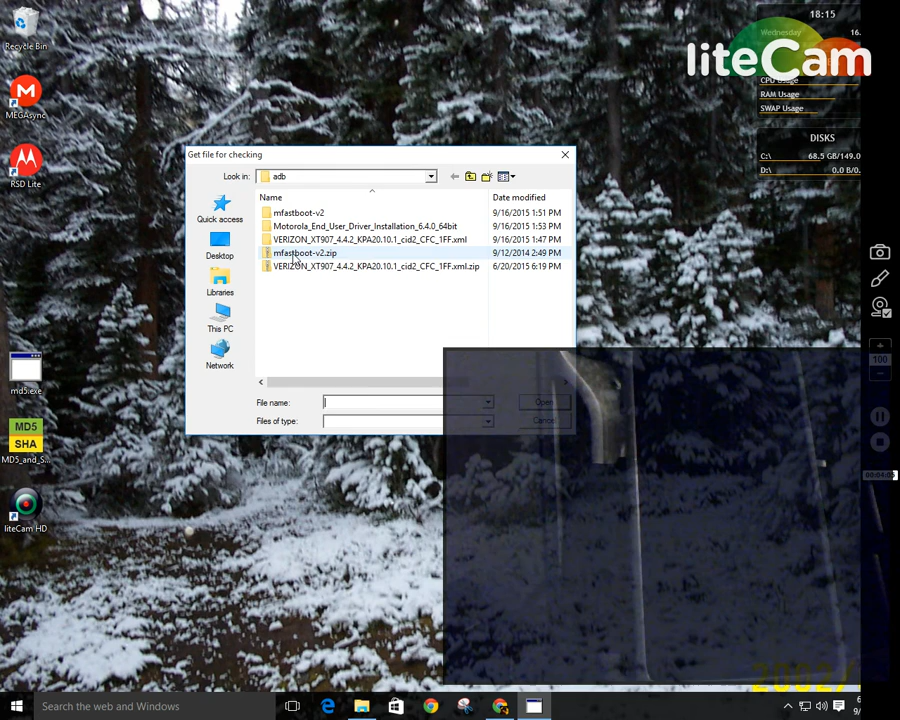 18:15
Wednesday 16.
liteCam
CPU Usage
RAM Usage
SWAP Usage
DISKS
C:\ 68.5 GB/149.0
D:\ 0.0 B/0.
Recycle Bin
MEGAsync
RSD Lite
md5.exe
MD5
SHA
MD5_and_S...
liteCam HD
Get file for checking
Look in: adb
Name Date modified
mfastboot-v2 9/16/2015 1:51 PM
Motorola_End_User_Driver_Installation_6.4.0_64bit 9/16/2015 1:53 PM
VERIZON_XT907_4.4.2_KPA20.10.1_cid2_CFC_1FF.xml 9/16/2015 1:47 PM
mfastboot-v2.zip 9/12/2014 2:49 PM
VERIZON_XT907_4.4.2_KPA20.10.1_cid2_CFC_1FF.xml.zip 6/20/2015 6:19 PM
Quick access
Desktop
Libraries
This PC
Network
File name: Open
Files of type: Cancel
100
2002/
Search the web and Windows